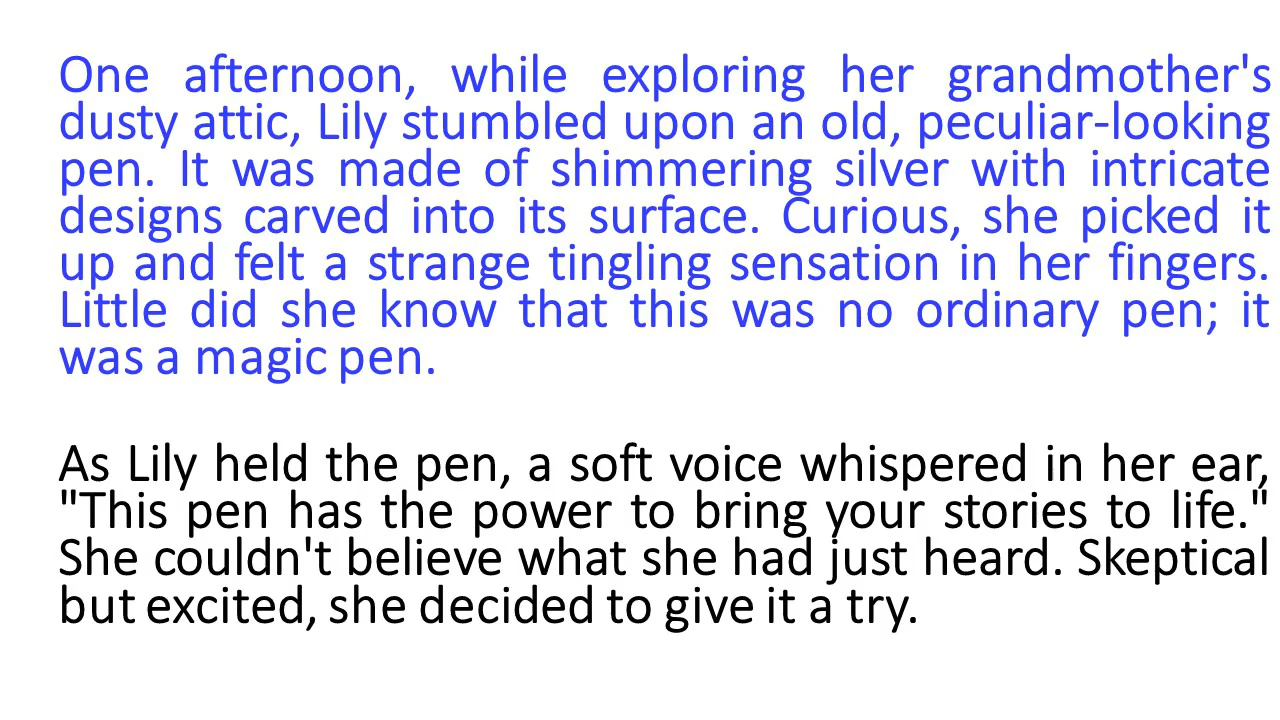 One afternoon, while exploring her grandmother's
dusty attic, Lily stumbled upon an old, peculiar-looking
pen. It was made of shimmering silver with intricate
designs carved into its surface. Curious, she picked it
up and felt a strange tingling sensation in her fingers.
Little did she know that this was no ordinary pen; it
was a magic pen.
As Lily held the pen, a soft voice whispered in her ear,
"This pen has the power to bring your stories to life."
She couldn't believe what she had just heard. Skeptical
but excited, she decided to give it a try.